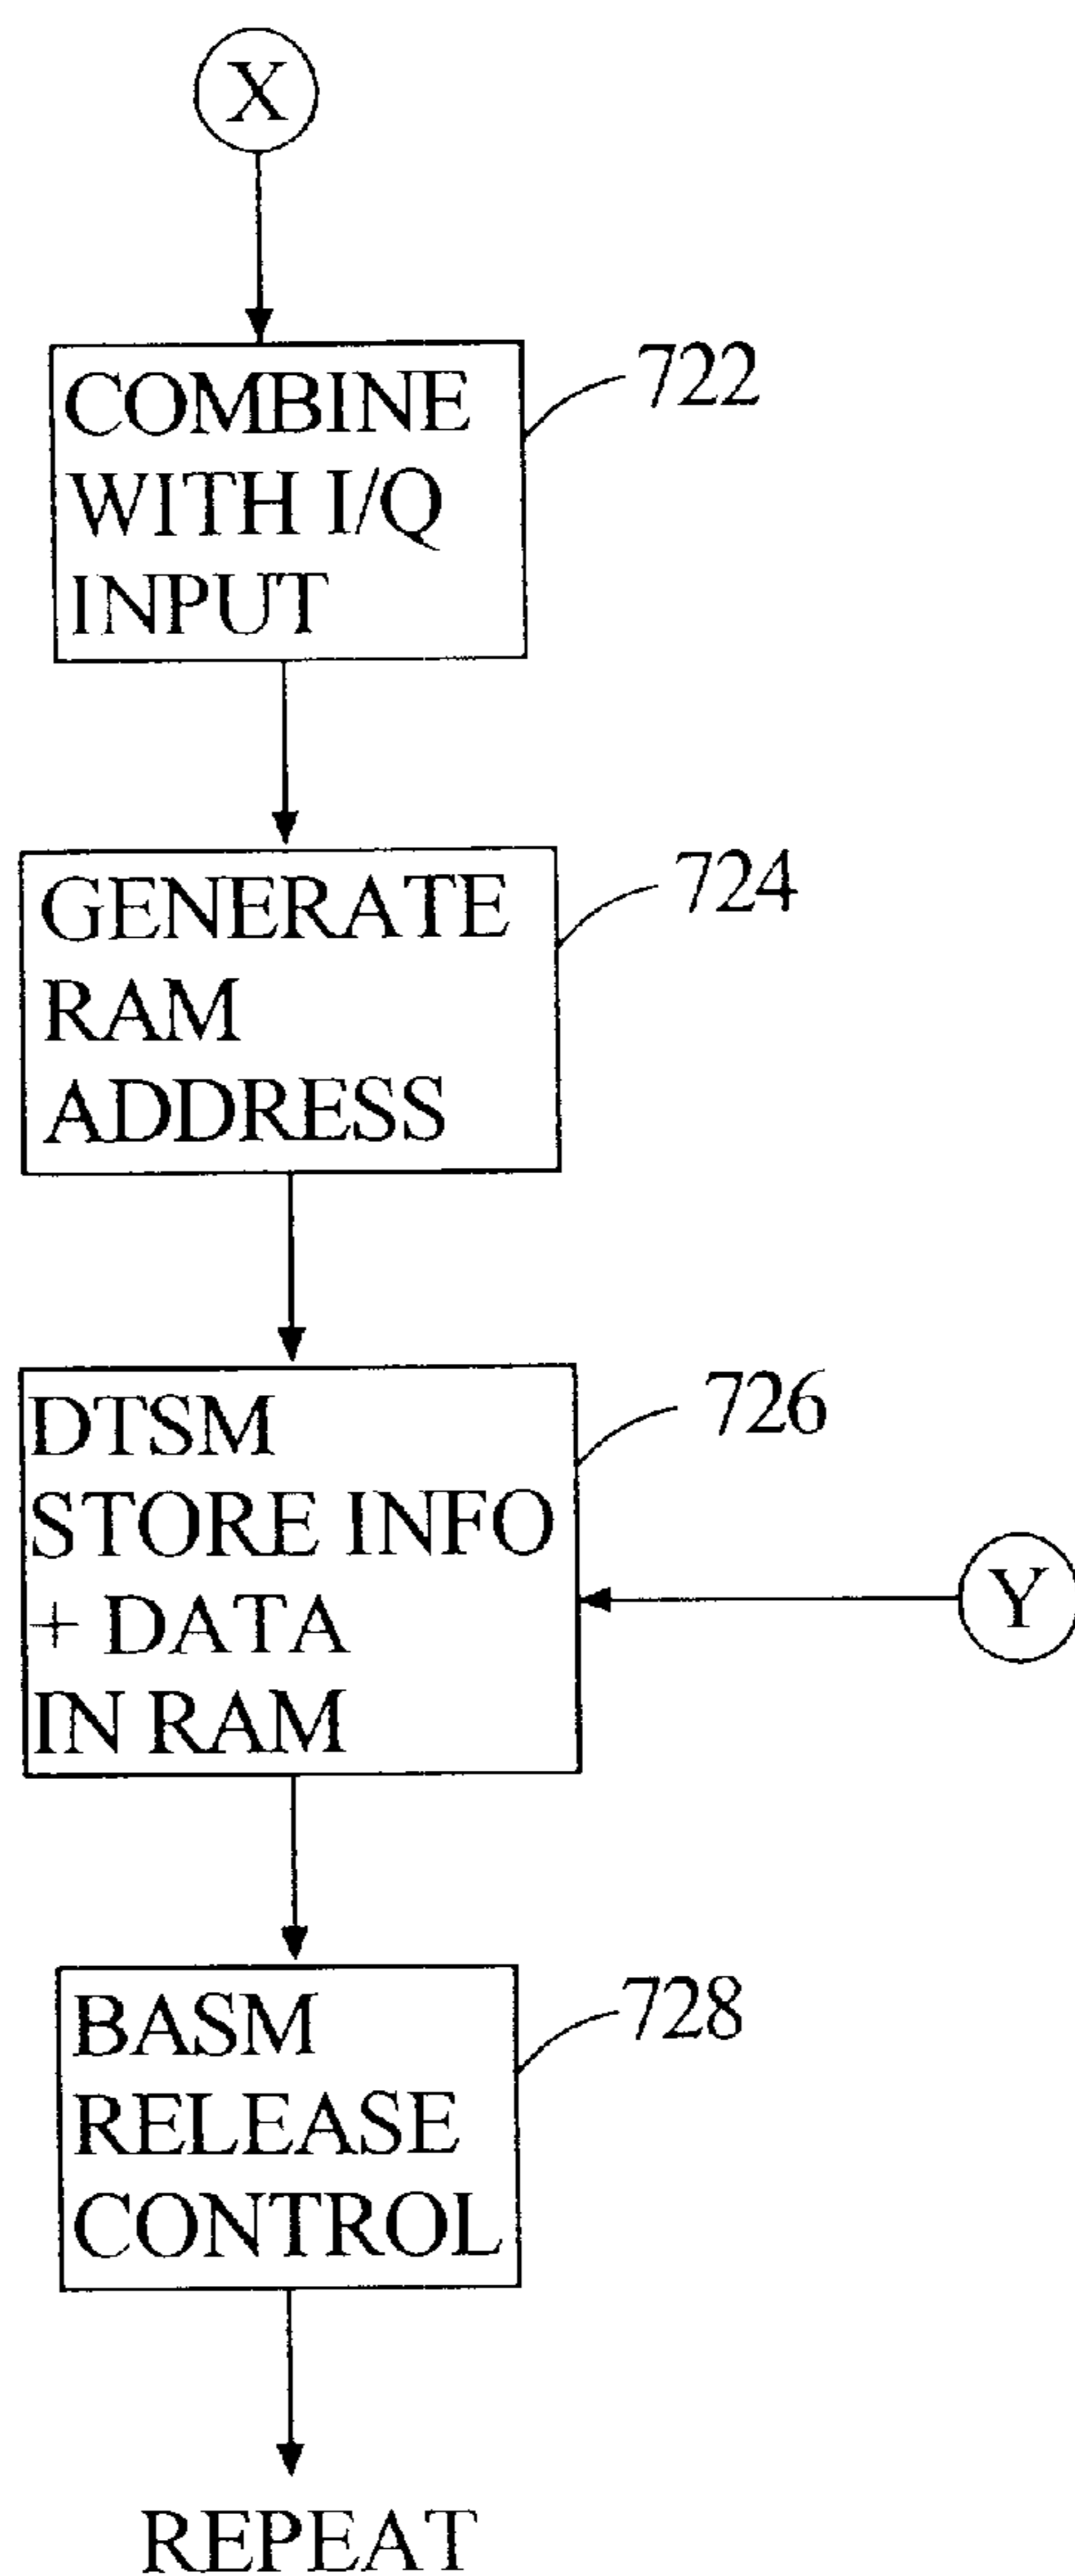 X
COMBINE
WITH I/Q
INPUT
722
GENERATE
RAM
ADDRESS
724
DTSM
STORE INFO
+ DATA
IN RAM
726
Y
BASM
RELEASE
CONTROL
728
REPEAT